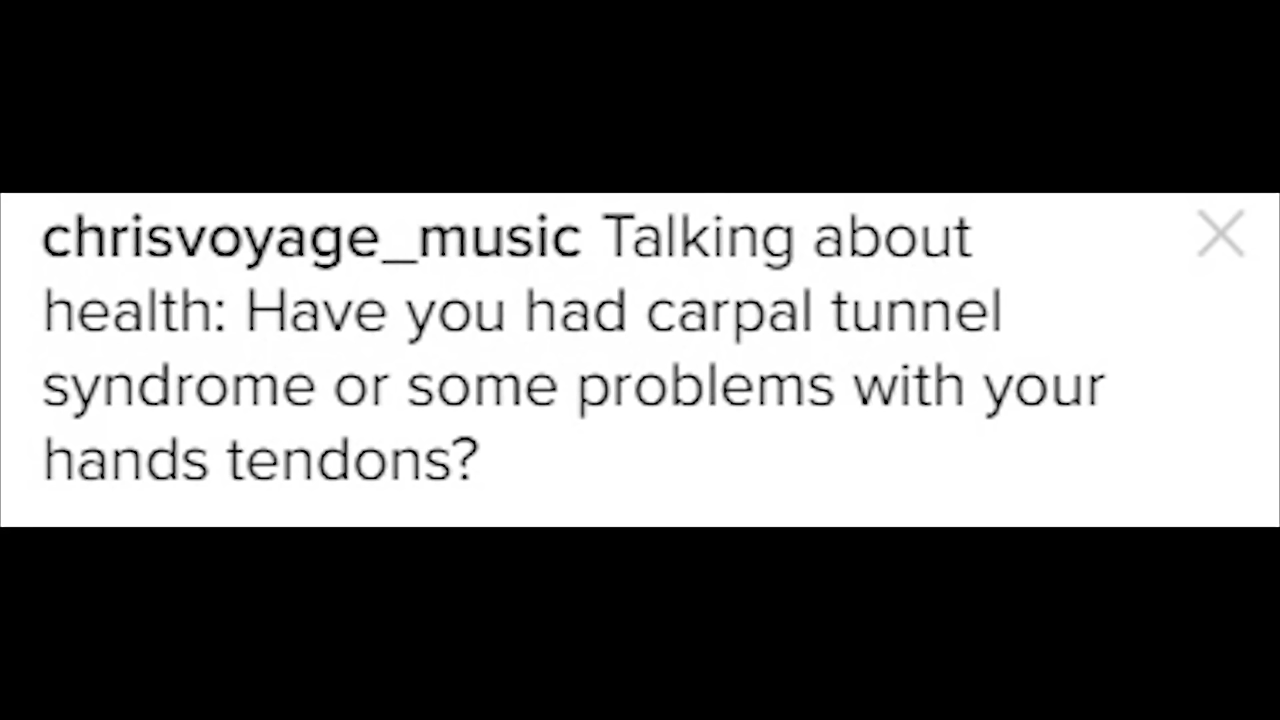 chrisvoyage_music Talking about
health: Have you had carpal tunnel
syndrome or some problems with your
hands tendons?